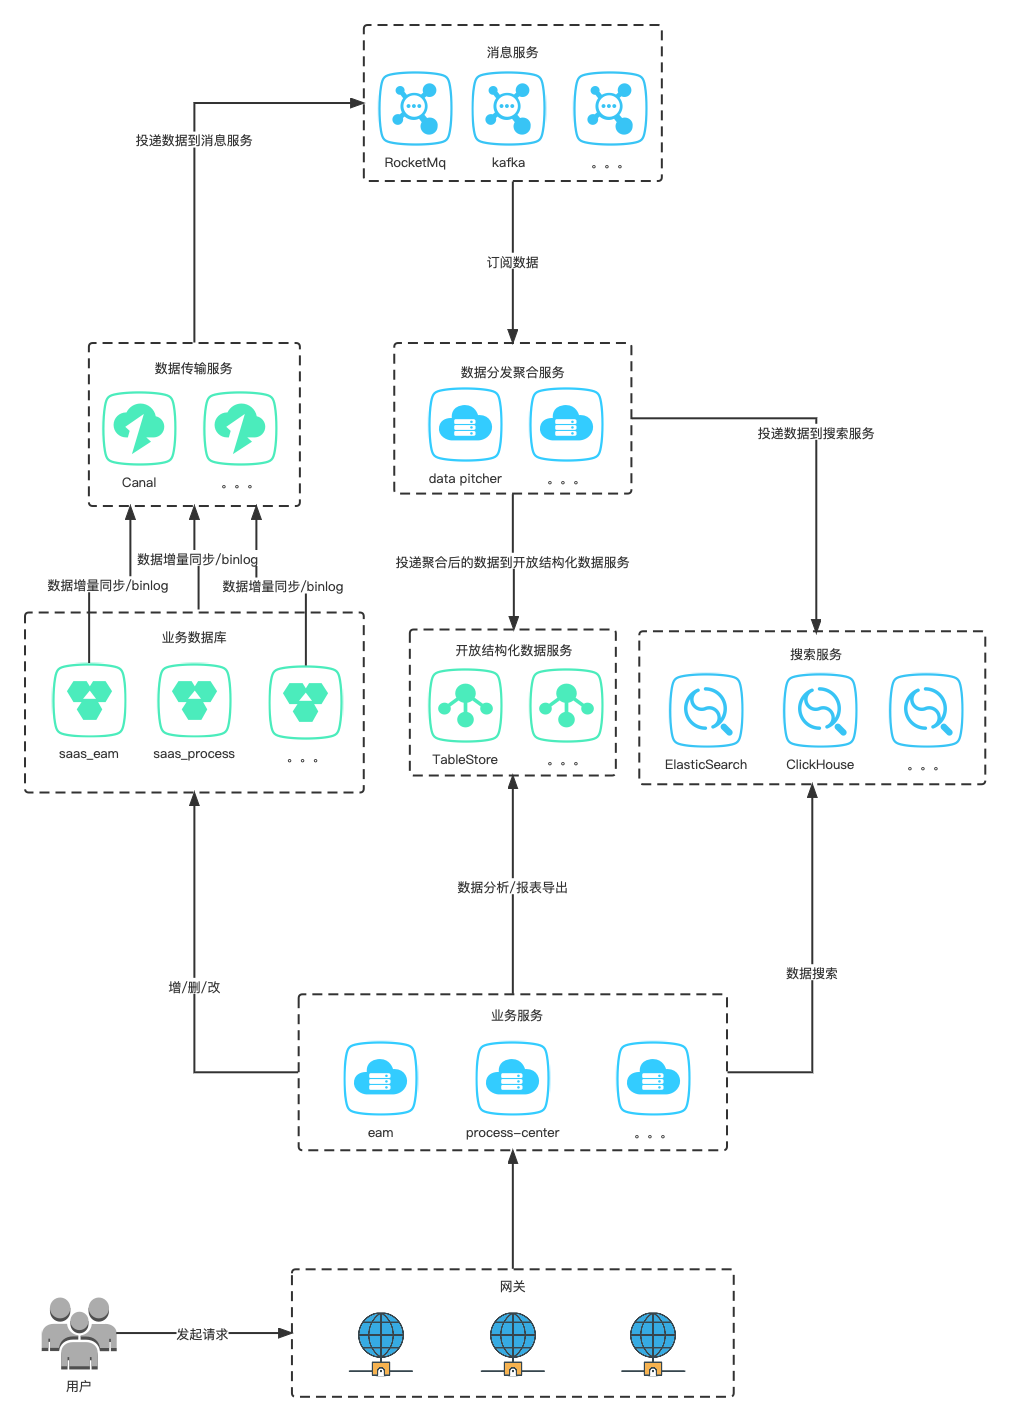 消息服务
RocketMq
kafka
。。。
投递数据到消息服务
订阅数据
数据传输服务
Canal
。。。
数据分发聚合服务
data pitcher
。。。
投递数据到搜索服务
数据增量同步/binlog
数据增量同步/binlog
数据增量同步/binlog
投递聚合后的数据到开放结构化数据服务
业务数据库
saas_eam
saas_process
。。。
开放结构化数据服务
TableStore
。。。
搜索服务
ElasticSearch
ClickHouse
。。。
数据分析/报表导出
增/删/改
数据搜索
业务服务
eam
process-center
。。。
网关
发起请求
用户